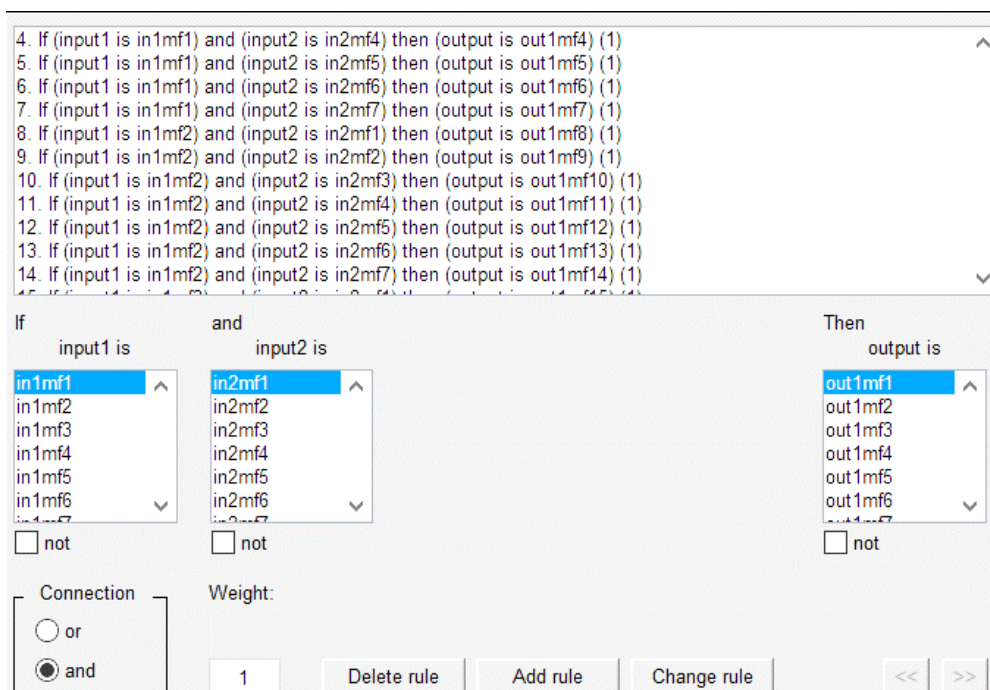 4. If (input1 is in1mf1) and (input2 is in2mf4) then (output is out1mf4) (1)
5. If (input1 is in1mf1) and (input2 is in2mf5) then (output is out1mf5) (1)
6. If (input1 is in1mf1) and (input2 is in2mf6) then (output is out1mf6) (1)
7. If (input1 is in1mf1) and (input2 is in2mf7) then (output is out1mf7) (1)
8. If (input1 is in1mf2) and (input2 is in2mf1) then (output is out1mf8) (1)
9. If (input1 is in1mf2) and (input2 is in2mf2) then (output is out1mf9) (1)
10. If (input1 is in1mf2) and (input2 is in2mf3) then (output is out1mf10) (1)
11. If (input1 is in1mf2) and (input2 is in2mf4) then (output is out1mf11) (1)
12. If (input1 is in1mf2) and (input2 is in2mf5) then (output is out1mf12) (1)
13. If (input1 is in1mf2) and (input2 is in2mf6) then (output is out1mf13) (1)
14. If (input1 is in1mf2) and (input2 is in2mf7) then (output is out1mf14) (1)
If and Then
input1 is input2 is output is
in1mf1 in2mf1 out1mf1
in1mf2 in2mf2 out1mf2
in1mf3 in2mf3 out1mf3
in1mf4 in2mf4 out1mf4
in1mf5 in2mf5 out1mf5
in1mf6 in2mf6 out1mf6
not not not
Connection Weight:
or
and 1 Delete rule Add rule Change rule << >>